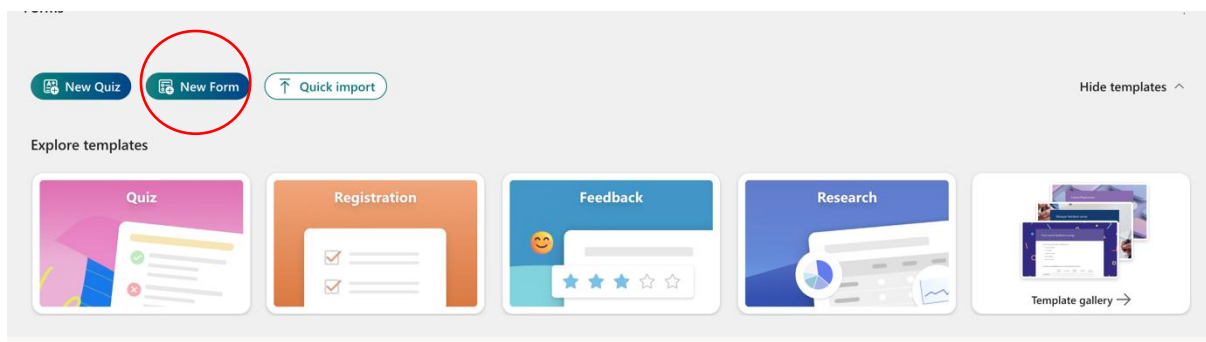 New Quiz
New Form
Quick import
Hide templates
Explore templates
Quiz
Registration
Feedback
Research
Template gallery